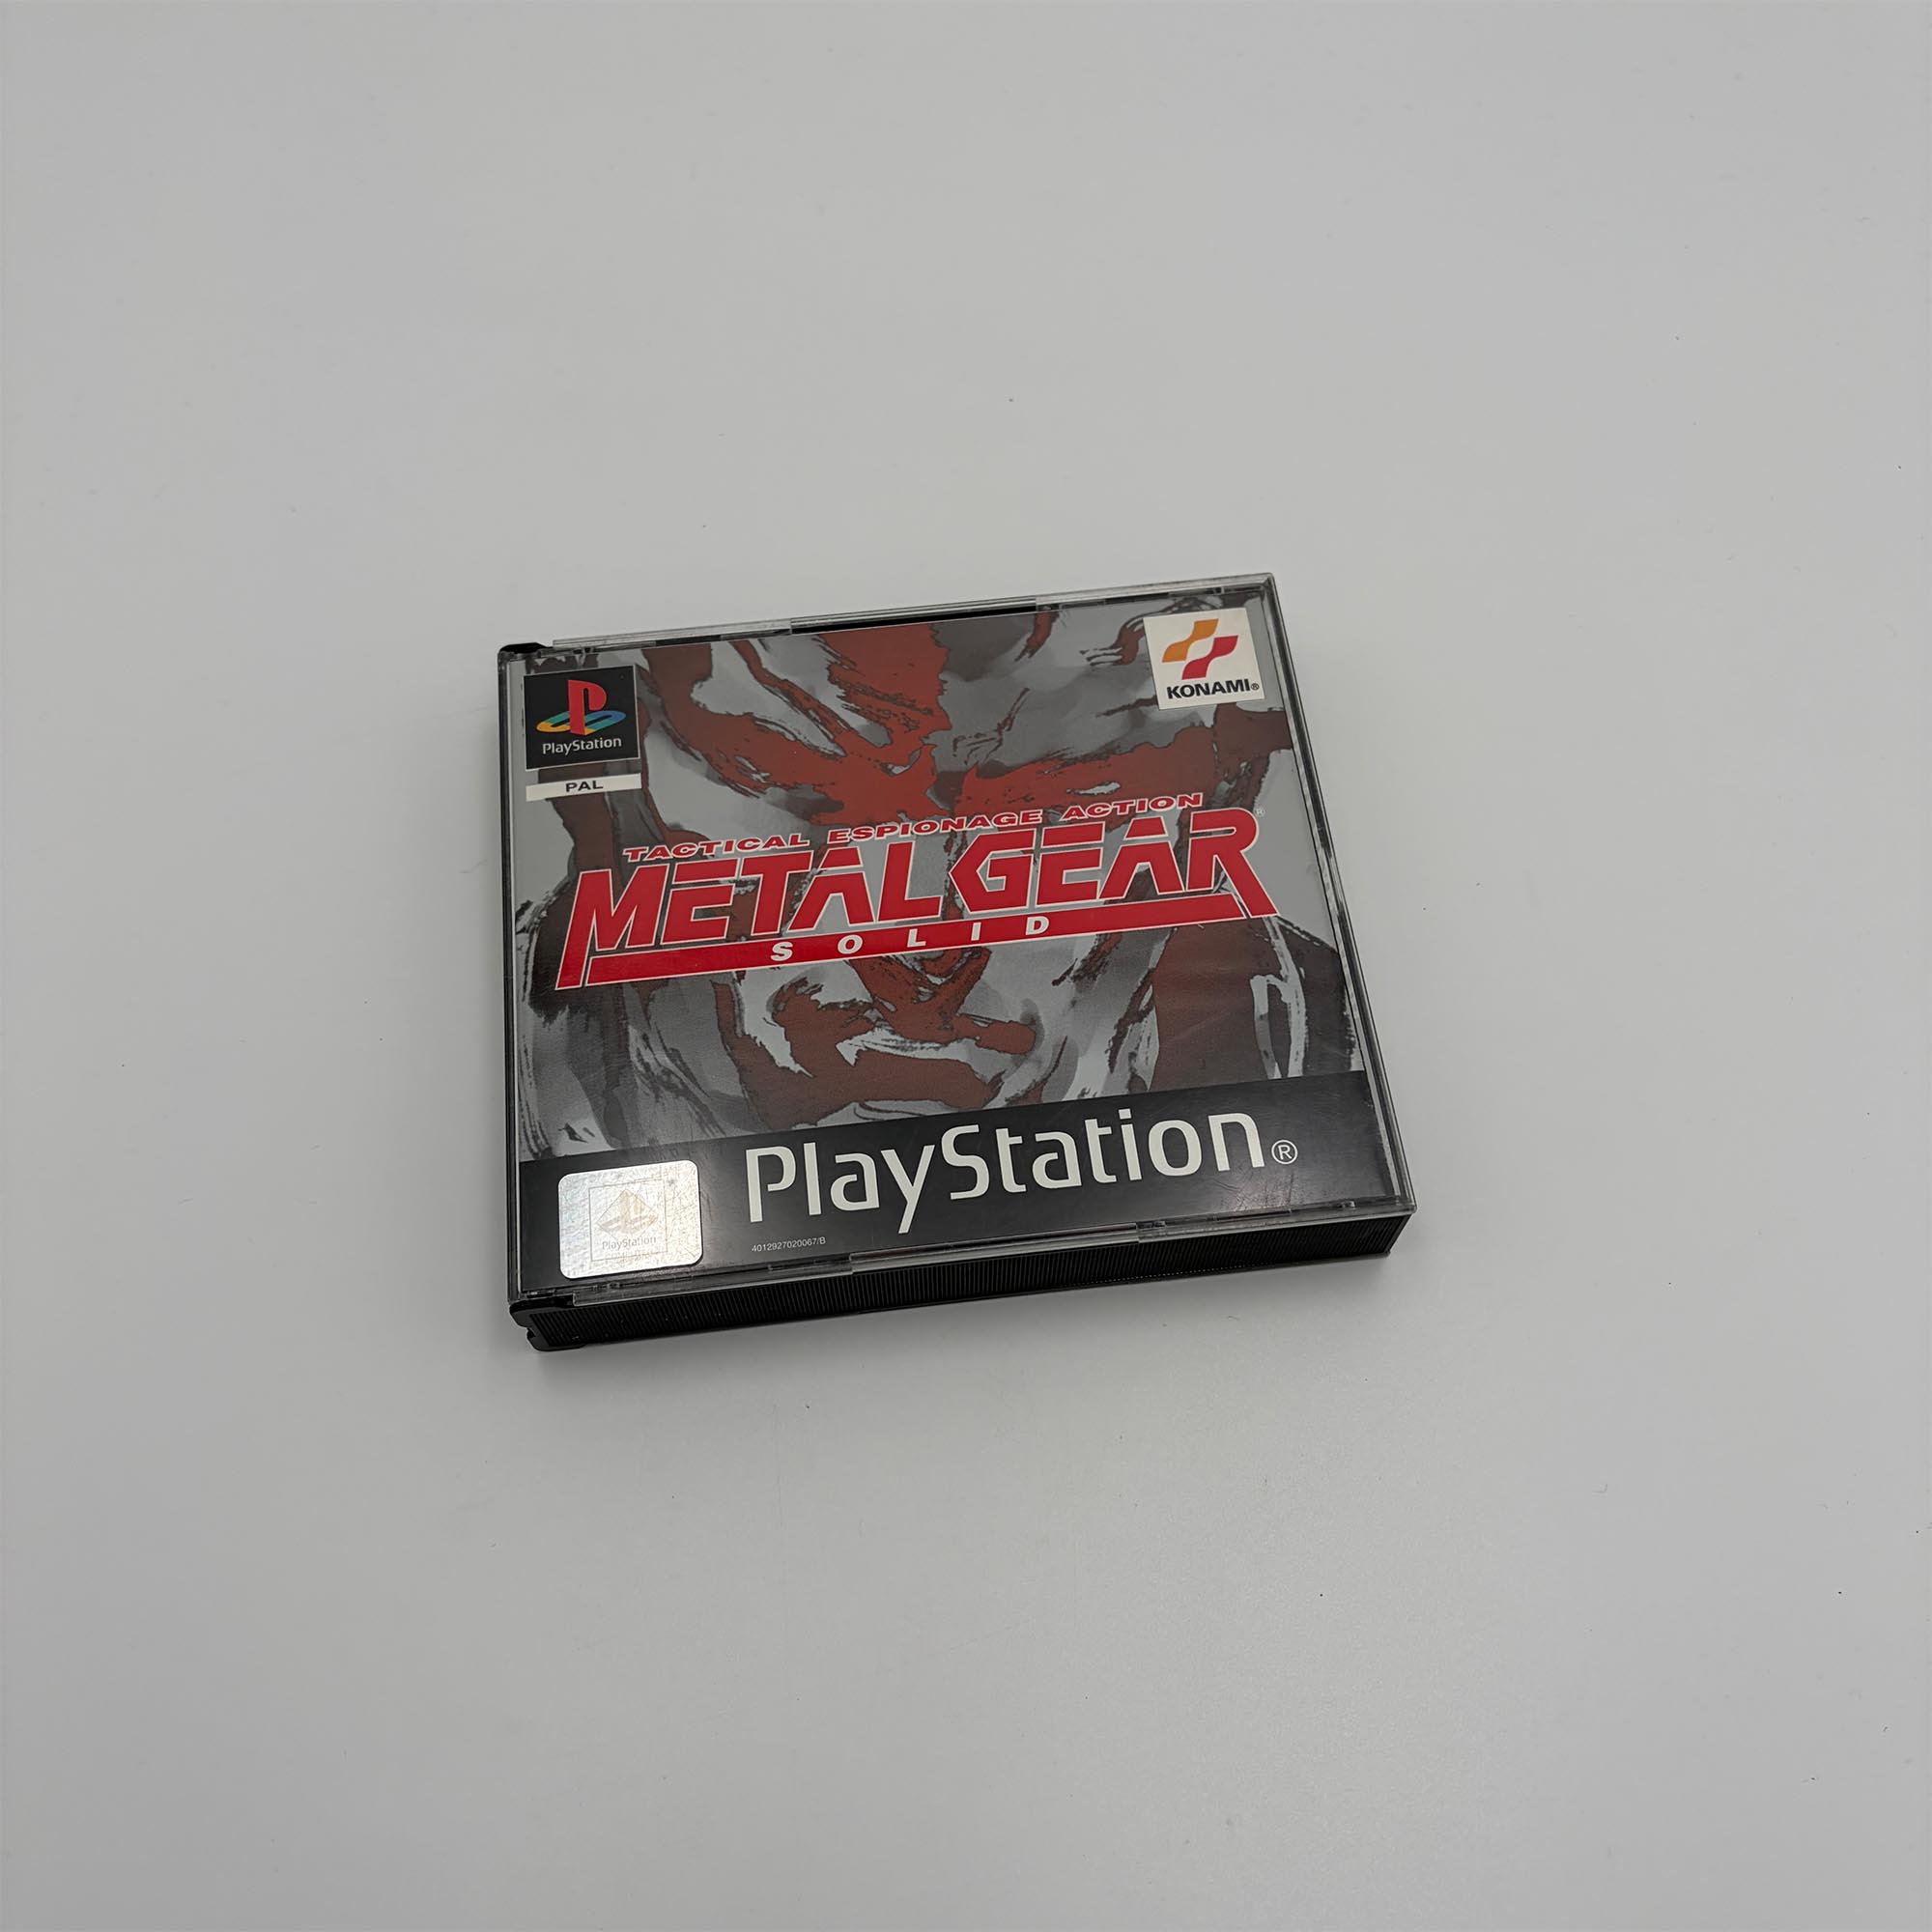 PlayStation
PAL
KONAMI®
TACTICAL ESPIONAGE ACTION
METAL GEAR®
SOLID
PlayStation®
PlayStation
4012927020067/B